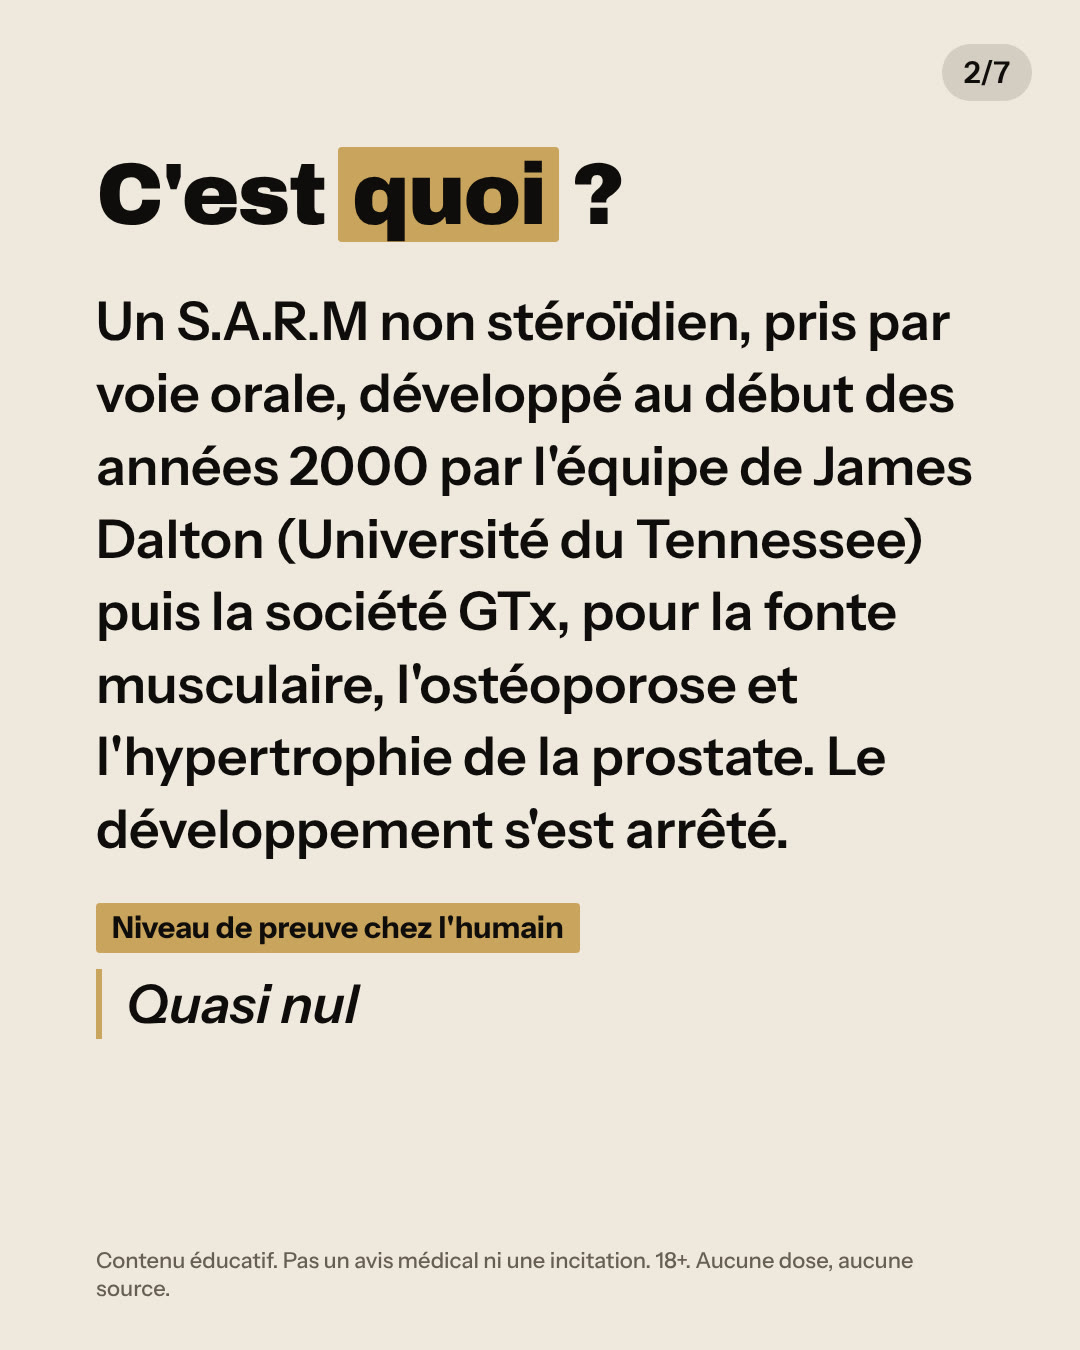 2/7
C'est quoi ?
Un S.A.R.M non stéroïdien, pris par
voie orale, développé au début des
années 2000 par l'équipe de James
Dalton (Université du Tennessee)
puis la société GTx, pour la fonte
musculaire, l'ostéoporose et
l'hypertrophie de la prostate. Le
développement s'est arrêté.
Niveau de preuve chez l'humain
Quasi nul
Contenu éducatif. Pas un avis médical ni une incitation. 18+. Aucune dose, aucune
source.